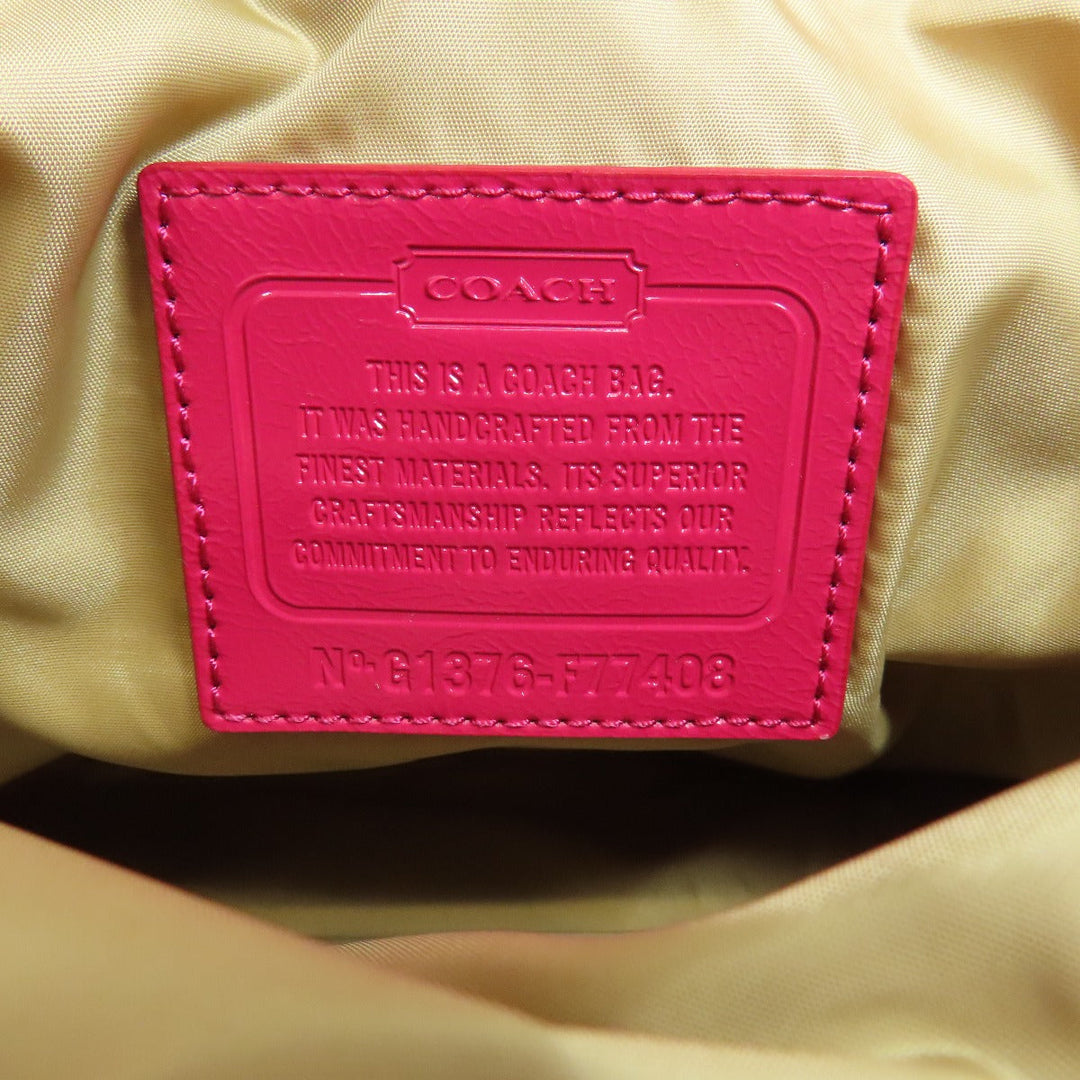 COACH
THIS IS A COACH BAG.
IT WAS HANDCRAFTED FROM THE
FINEST MATERIALS. ITS SUPERIOR
CRAFTSMANSHIP REFLECTS OUR
COMMITMENT TO ENDURING QUALITY.
Nº G1376-F77408